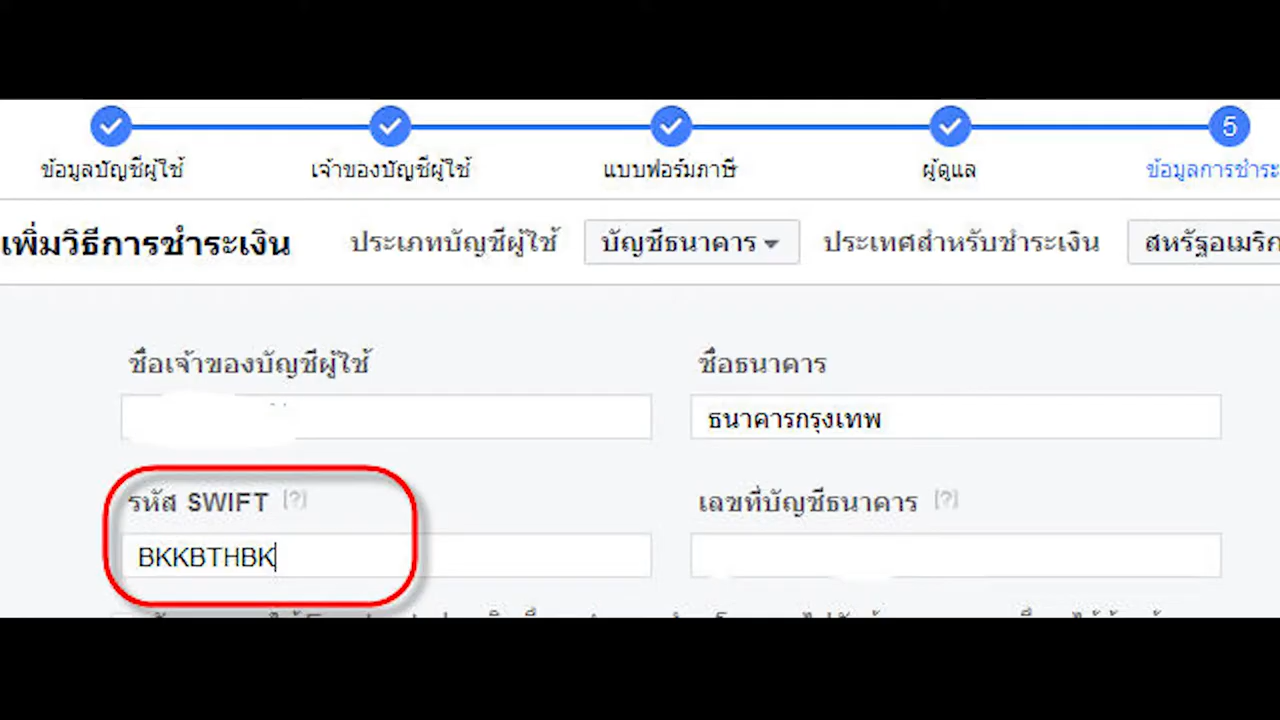 5
ข้อมูลบัญชีผู้ใช้ เจ้าของบัญชีผู้ใช้ แบบฟอร์มภาษี ผู้ดูแล ข้อมูลการชำระ
เพิ่มวิธีการชำระเงิน ประเภทบัญชีผู้ใช้ บัญชีธนาคาร ประเทศสำหรับชำระเงิน สหรัฐอเมริก
ชื่อเจ้าของบัญชีผู้ใช้ ชื่อธนาคาร
ธนาคารกรุงเทพ
รหัส SWIFT [?] เลขที่บัญชีธนาคาร [?]
BKKBTHBK